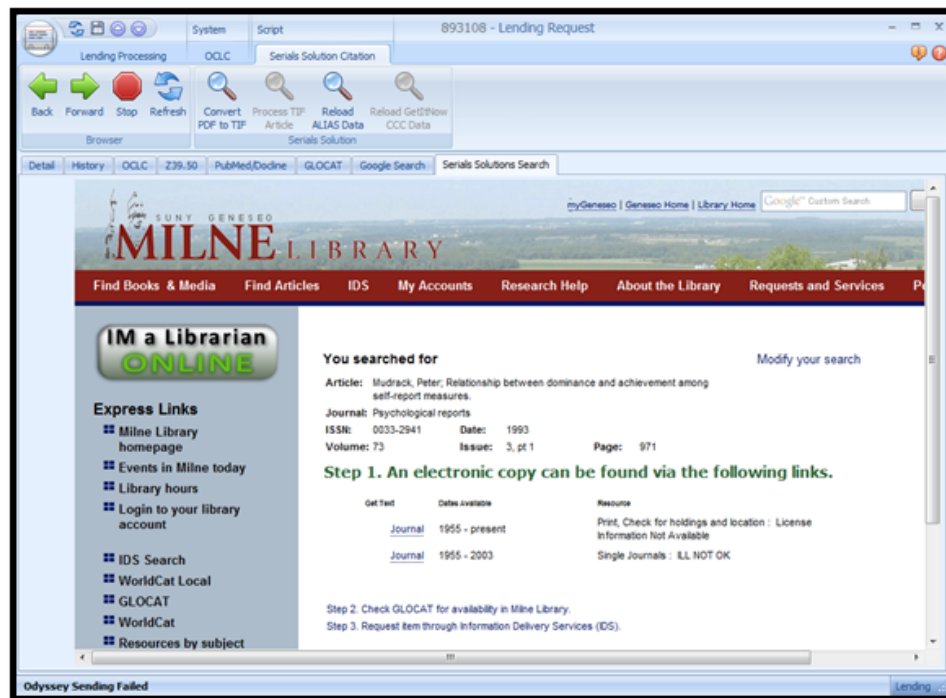 System Script 893108 - Lending Request
Lending Processing OCLC Serials Solution Citation
Back Forward Stop Refresh Convert PDF to TIF Process TIF Article Reload ALIAS Data Reload GetItNow CCC Data
Browser Serials Solution
Detail History OCLC Z39.50 PubMed/Docline GLOCAT Google Search Serials Solutions Search
myGeneseo | Geneseo Home | Library Home Google™ Custom Search
SUNY GENESEO
MILNE LIBRARY
Find Books & Media Find Articles IDS My Accounts Research Help About the Library Requests and Services
IM a Librarian
ONLINE
You searched for Modify your search
Article: Mudrack, Peter; Relationship between dominance and achievement among
self-report measures.
Journal: Psychological reports
ISSN: 0033-2941 Date: 1993
Volume: 73 Issue: 3, pt 1 Page: 971
Express Links
Milne Library
homepage
Events in Milne today
Library hours
Login to your library
account
IDS Search
WorldCat Local
GLOCAT
WorldCat
Resources by subject
Step 1. An electronic copy can be found via the following links.
Get Text Dates Available Resource
Journal 1955 - present Print, Check for holdings and location : License
Information Not Available
Journal 1955 - 2003 Single Journals : ILL NOT OK
Step 2. Check GLOCAT for availability in Milne Library.
Step 3. Request item through Information Delivery Services (IDS).
Odyssey Sending Failed Lending